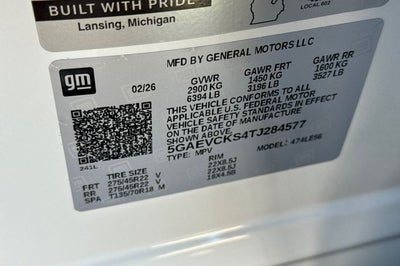 BUILT WITH PRIDE
Lansing, Michigan
LOCAL 602
gm
MFD BY GENERAL MOTORS LLC
02/26
GVWR GAWR FR GAWR RR
2900 KG 1450 KG 1600 KG
6394 LB 3196 LB 3527 LB
THIS VEHICLE CONFORMS TO ALL
APPLICABLE U.S. FEDERAL MOTOR
VEHICLE SAFETY STANDARDS IN EFFECT
ON THE DATE OF MANUFACTURE
SHOWN ABOVE.
5GAEVCKS4TJ284577
TYPE: MPV MODEL: 474LE56
241L
TIRE SIZE RIM
FRT 275/45R22 V 22X8.5J
RR 275/45R22 V 22X8.5J
SPA T135/70R18 M 18X4.5B